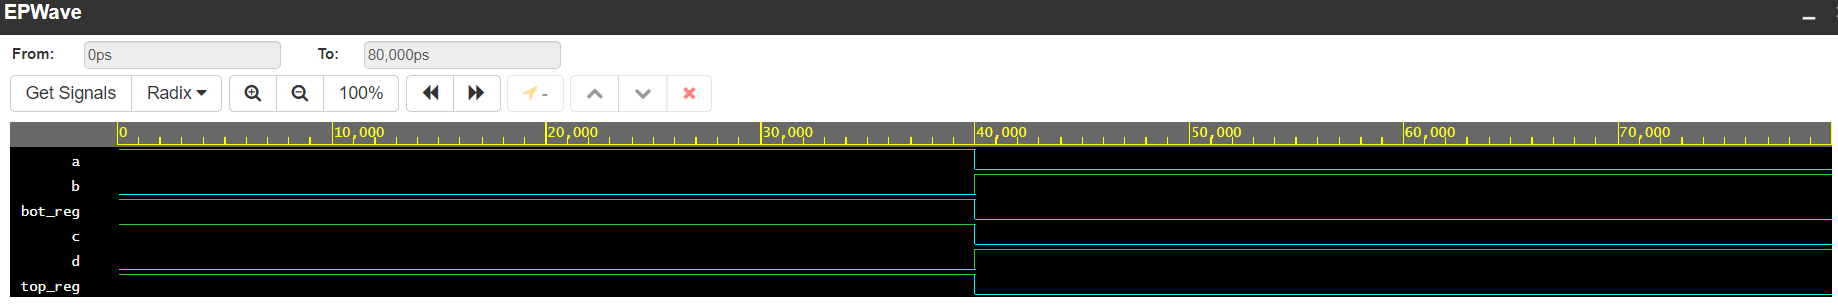 EPWave
From: 0ps To: 80,000ps
Get Signals Radix 100% -
0 10,000 20,000 30,000 40,000 50,000 60,000 70,000
a
b
bot_reg
c
d
top_reg